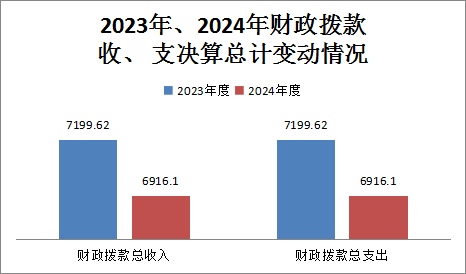 2023年、2024年财政拨款
收、 支决算总计变动情况
2023年度 2024年度
7199.62 7199.62
6916.1 6916.1
财政拨款总收入 财政拨款总支出